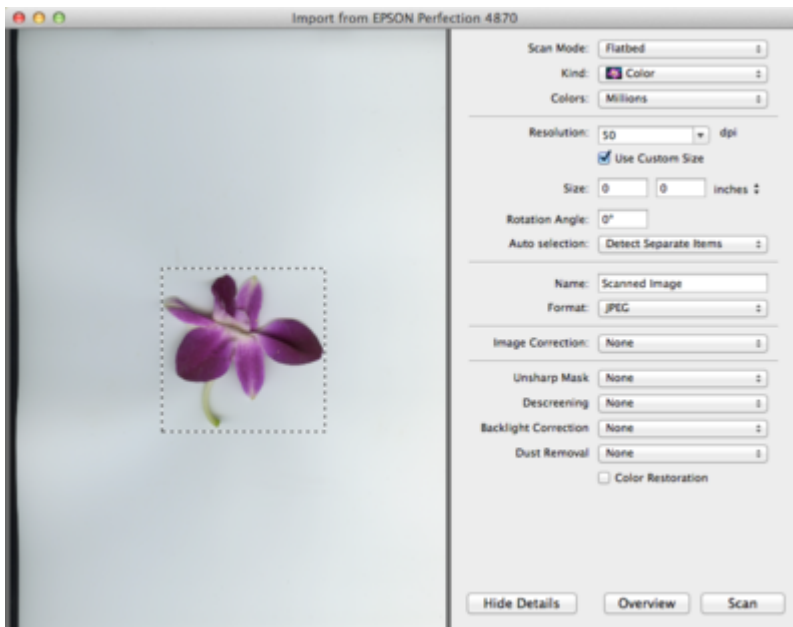 Import from EPSON Perfection 4870
Scan Mode: Flatbed
Kind: Color
Colors: Millions
Resolution: 50 dpi
Use Custom Size
Size: 0 0 inches
Rotation Angle: 0°
Auto selection: Detect Separate Items
Name: Scanned Image
Format: JPEG
Image Correction: None
Unsharp Mask None
Descreening None
Backlight Correction None
Dust Removal None
Color Restoration
Hide Details Overview Scan